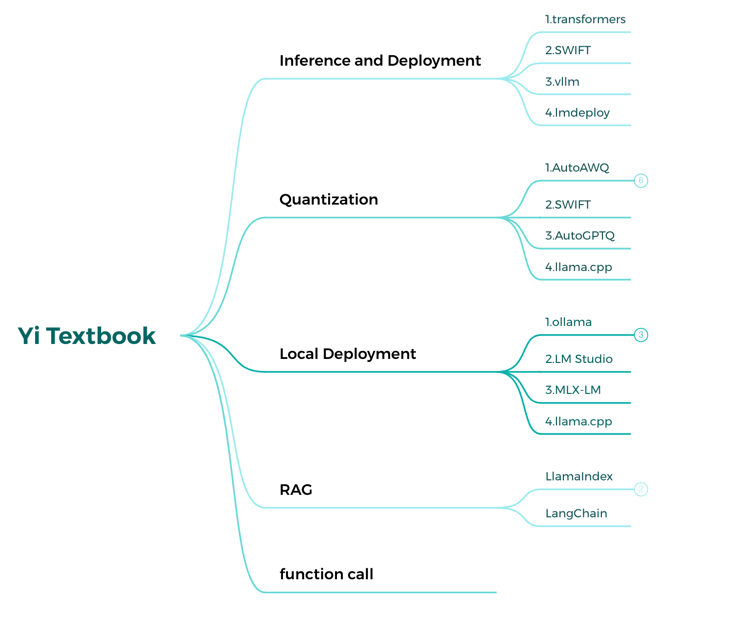 Yi Textbook
Inference and Deployment
1.transformers
2.SWIFT
3.vllm
4.lmdeploy
Quantization
1.AutoAWQ
6
2.SWIFT
3.AutoGPTQ
4.llama.cpp
Local Deployment
1.ollama
3
2.LM Studio
3.MLX-LM
4.llama.cpp
RAG
LlamaIndex
2
LangChain
function call